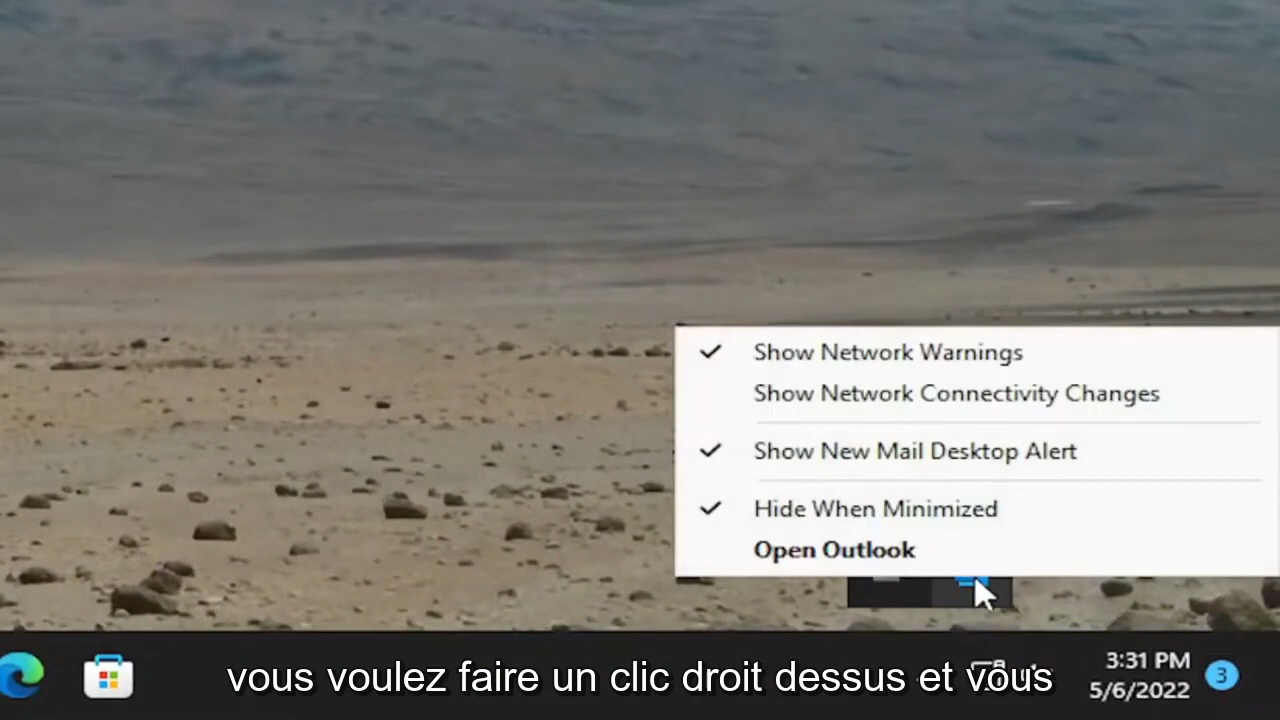 Show Network Warnings
Show Network Connectivity Changes
Show New Mail Desktop Alert
Hide When Minimized
Open Outlook
vous voulez faire un clic droit dessus et vous
3:31 PM
5/6/2022
3